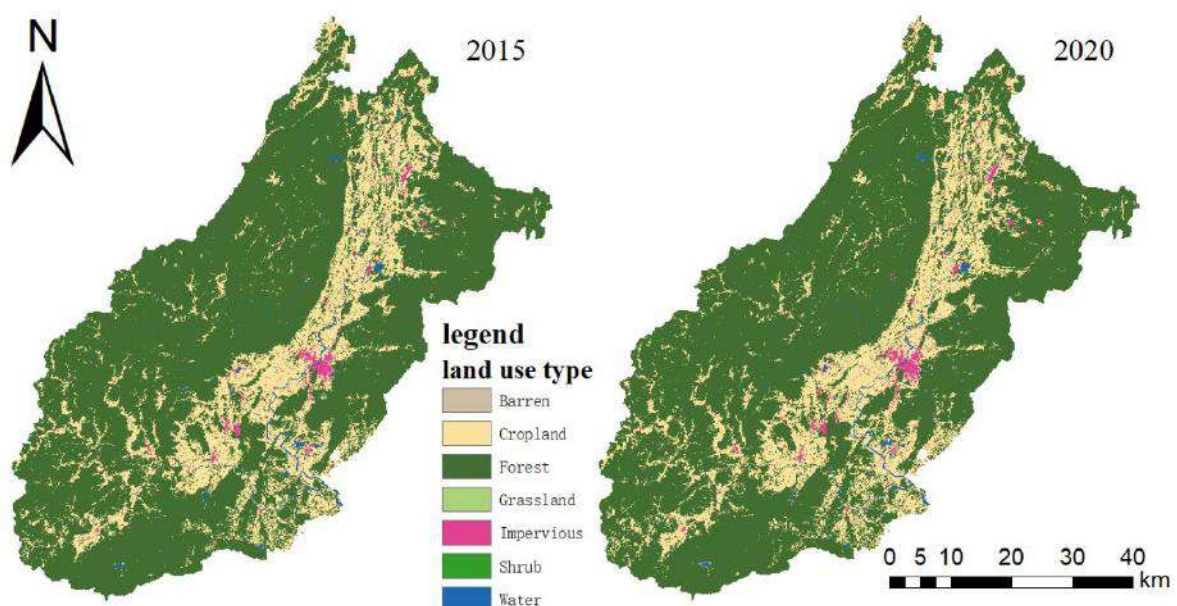 N
2015
2020
legend
land use type
Barren
Cropland
Forest
Grassland
Impervious
Shrub
Water
0 5 10 20 30 40
km